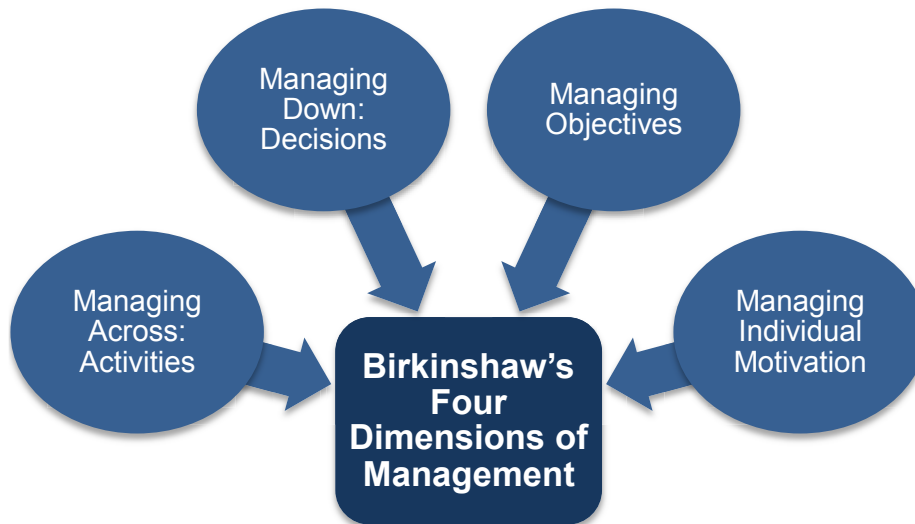 Managing
Down:
Decisions
Managing
Objectives
Managing
Across:
Activities
Managing
Individual
Motivation
Birkinshaw’s
Four
Dimensions of
Management